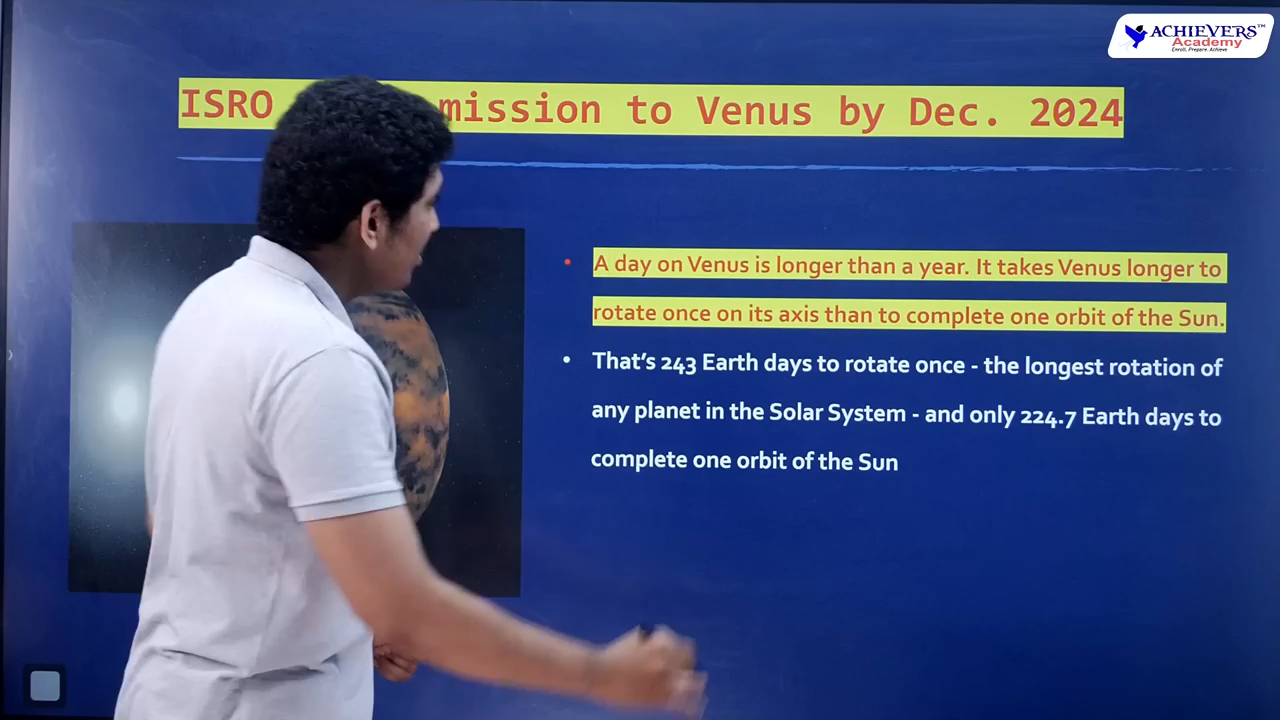 ACHIEVERS™
Academy
Enroll. Prepare. Achieve
ISRO mission to Venus by Dec. 2024
• A day on Venus is longer than a year. It takes Venus longer to
rotate once on its axis than to complete one orbit of the Sun.
• That's 243 Earth days to rotate once - the longest rotation of
any planet in the Solar System - and only 224.7 Earth days to
complete one orbit of the Sun